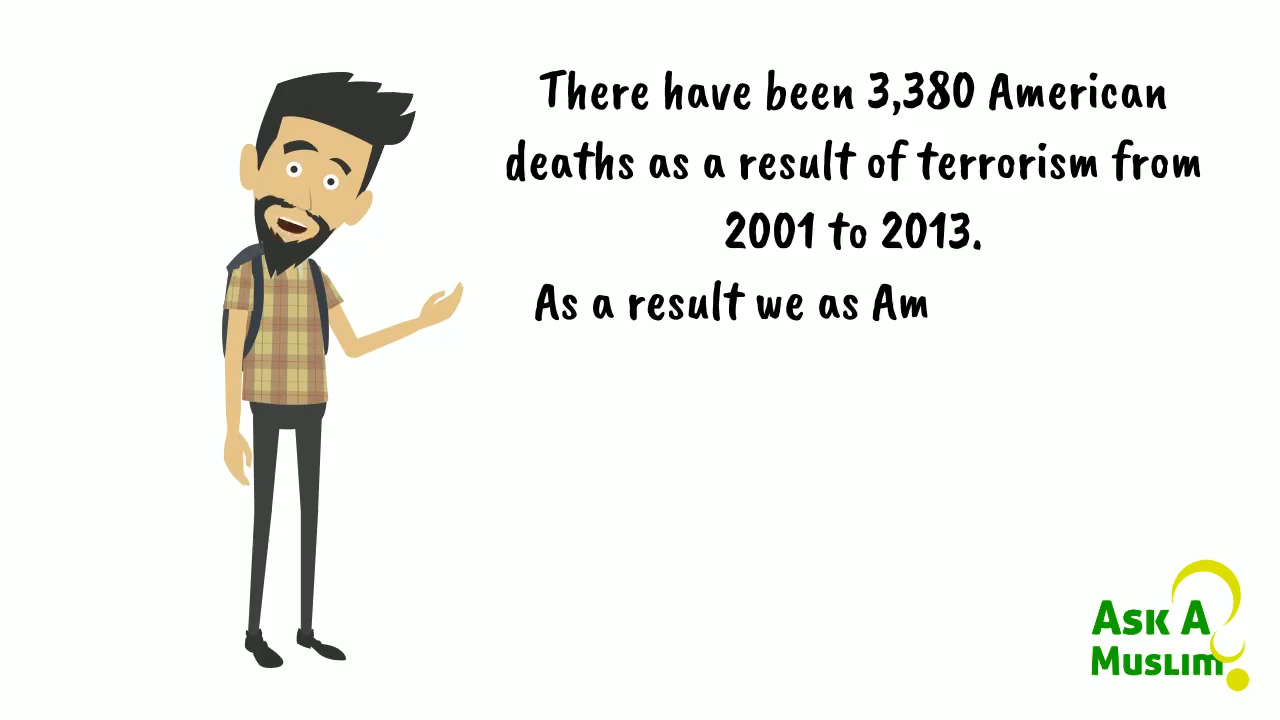 There have been 3,380 American
deaths as a result of terrorism from
2001 to 2013.
As a result we as Am
Ask A
Muslim